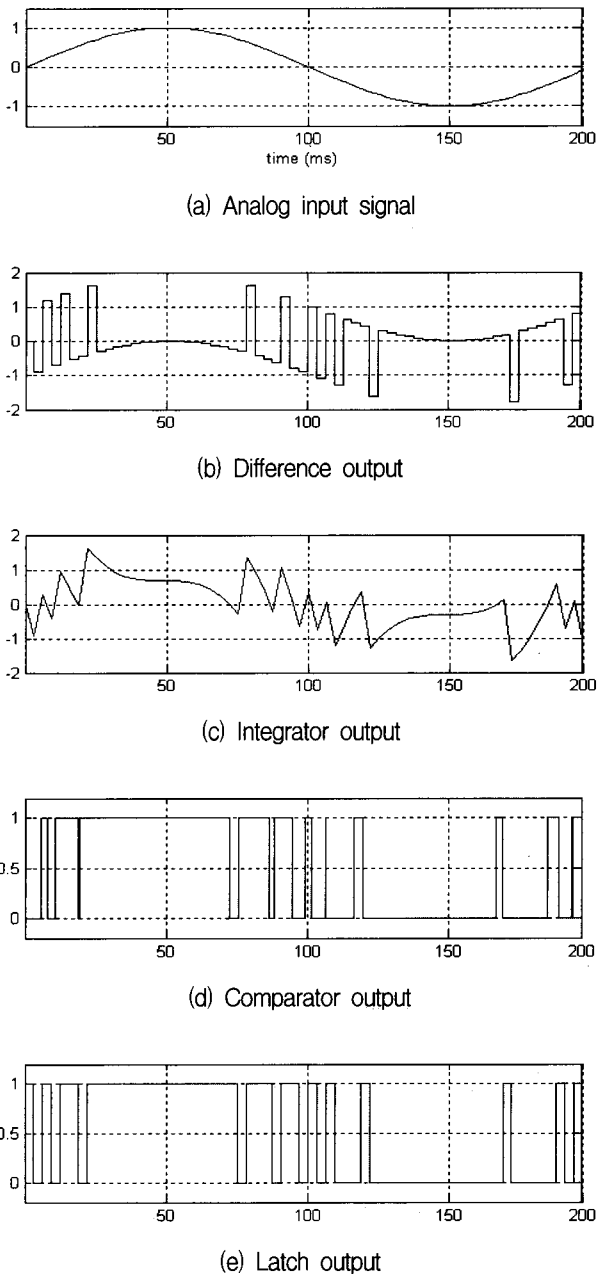 1
0
-1
50 100 150 200
time (ms)
(a) Analog input signal
2
1
0
-1
-2
50 100 150 200
(b) Difference output
2
1
0
-1
-2
50 100 150 200
(c) Integrator output
1
0.5
0
50 100 150 200
(d) Comparator output
1
0.5
0
50 100 150 200
(e) Latch output